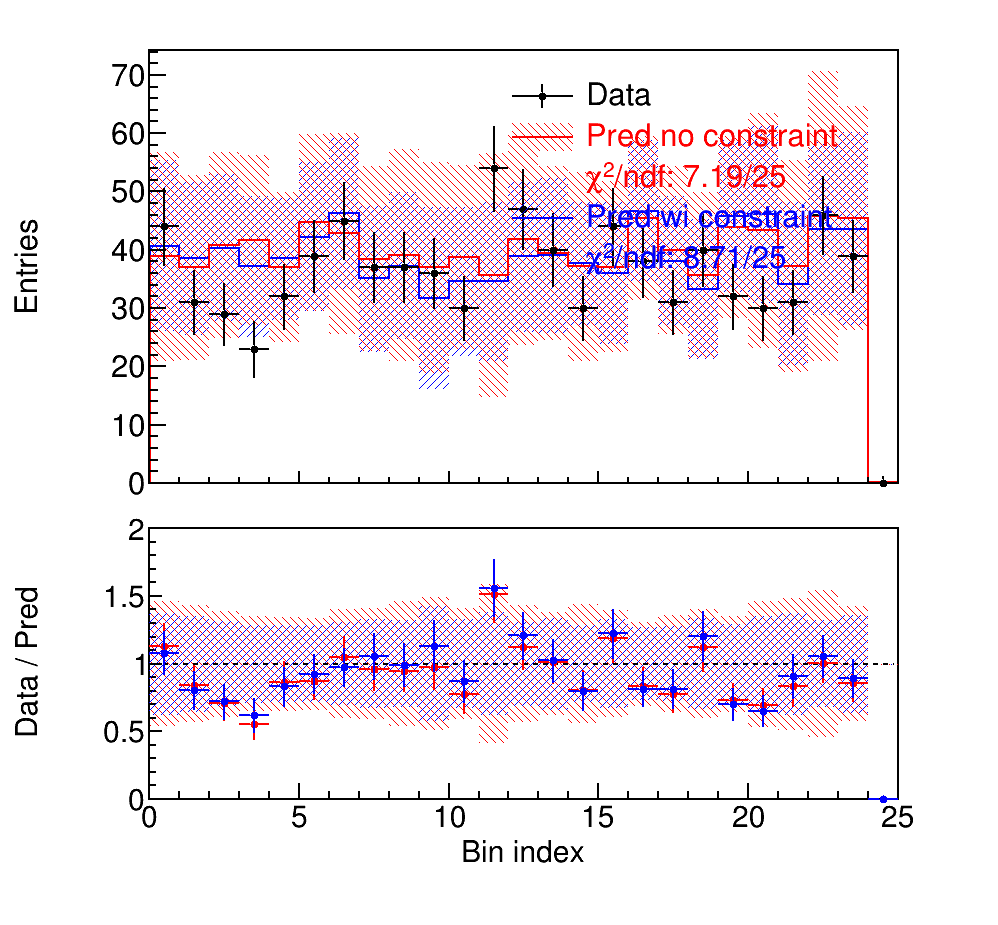 70
60
50
40
30
20
10
0
Entries
Data
Pred no constraint
χ²/ndf: 7.19/25
Pred wi constraint
χ²/ndf: 8.71/25
2
1.5
1
0.5
0
Data / Pred
0 5 10 15 20 25
Bin index